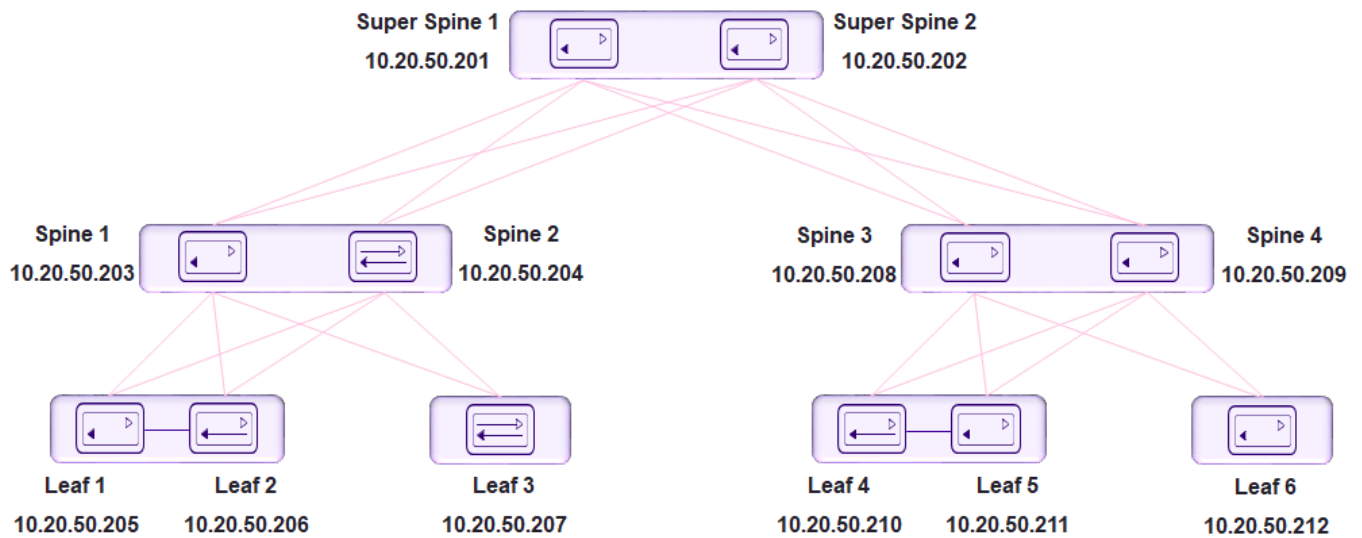 Super Spine 1
10.20.50.201
Super Spine 2
10.20.50.202
Spine 1
10.20.50.203
Spine 2
10.20.50.204
Spine 3
10.20.50.208
Spine 4
10.20.50.209
Leaf 1
10.20.50.205
Leaf 2
10.20.50.206
Leaf 3
10.20.50.207
Leaf 4
10.20.50.210
Leaf 5
10.20.50.211
Leaf 6
10.20.50.212